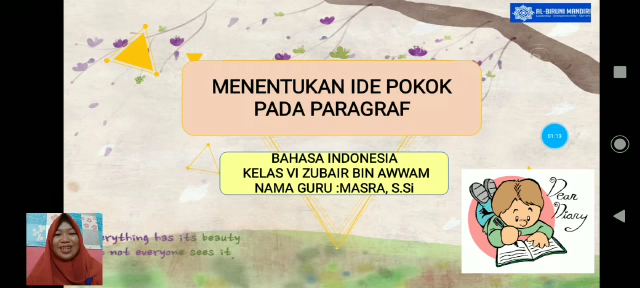 AL-BIRUNI MANDIRI
MENENTUKAN IDE POKOK
PADA PARAGRAF
01:13
BAHASA INDONESIA
KELAS VI ZUBAIR BIN AWWAM
NAMA GURU :MASRA, S.Si
Dear
Diary
erything has its beauty
not everyone sees it.